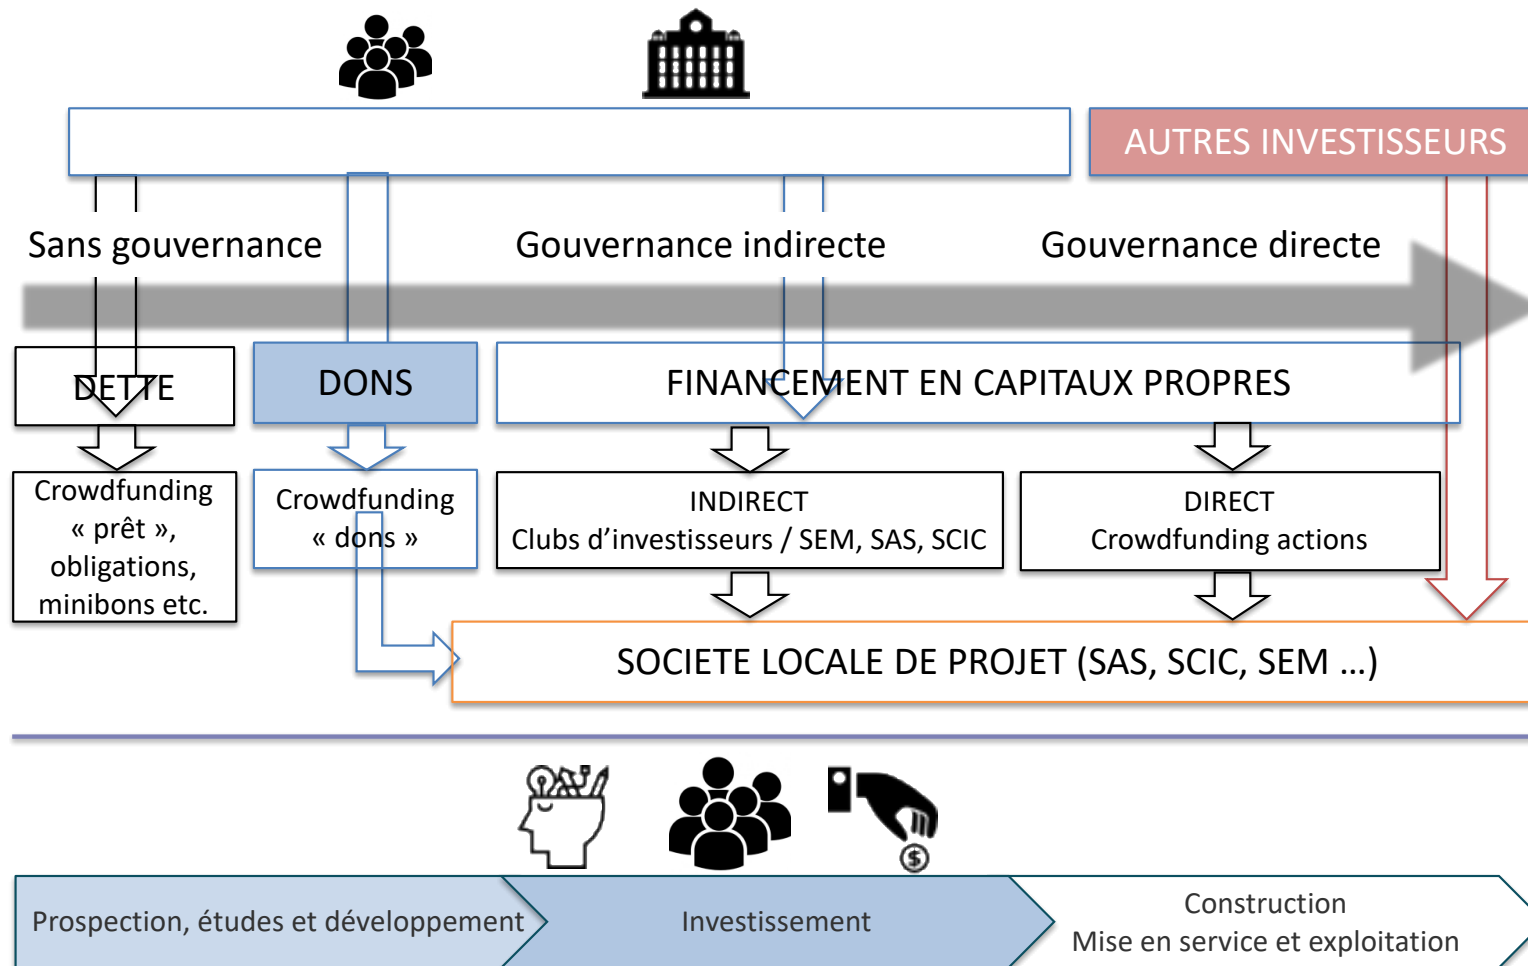 AUTRES INVESTISSEURS
Sans gouvernance
Gouvernance indirecte
Gouvernance directe
DETTE
DONS
FINANCEMENT EN CAPITAUX PROPRES
Crowdfunding
« prêt »,
obligations,
minibons etc.
Crowdfunding
« dons »
INDIRECT
Clubs d’investisseurs / SEM, SAS, SCIC
DIRECT
Crowdfunding actions
SOCIETE LOCALE DE PROJET (SAS, SCIC, SEM …)
$
Prospection, études et développement
Investissement
Construction
Mise en service et exploitation